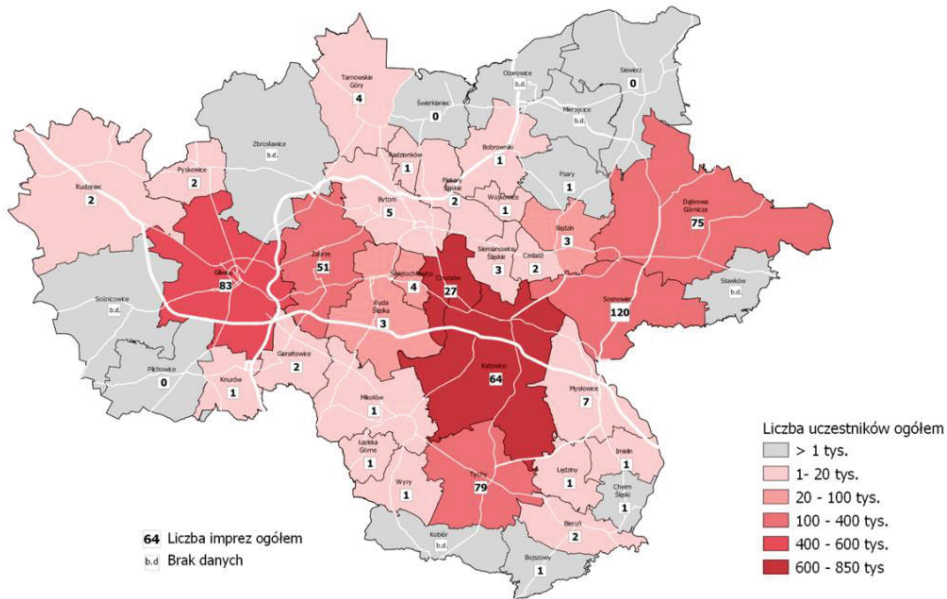 Tarnowskie
Góry
4
Świerklaniec
0
Ożarowice
b.d.
Siewierz
0
Mierzęcice
b.d.
Zbrosławice
b.d.
Radzionków
1
Bobrowniki
1
Psary
1
Pyskowice
2
Rudziniec
2
Piekary
Śląskie
2
Bytom
5
Wojkowice
1
Dąbrowa
Górnicza
75
Będzin
3
Siemianowice
Śląskie
3
Czeladź
2
Gliwice
83
Zabrze
51
Świętochłowice
4
Chorzów
27
Sławków
b.d.
Sośnicowice
b.d.
Ruda
Śląska
3
Sosnowiec
120
Gierałtowice
2
Katowice
64
Pilchowice
0
Knurów
1
Mikołów
1
Mysłowice
7
Łaziska
Górne
1
Imielin
1
Tychy
79
Lędziny
1
Wyry
1
Chełm
Śląski
1
Bieruń
2
Kobiór
b.d.
Bojszowy
1
64 Liczba imprez ogółem
b.d Brak danych
Liczba uczestników ogółem
> 1 tys.
1- 20 tys.
20 - 100 tys.
100 - 400 tys.
400 - 600 tys.
600 - 850 tys